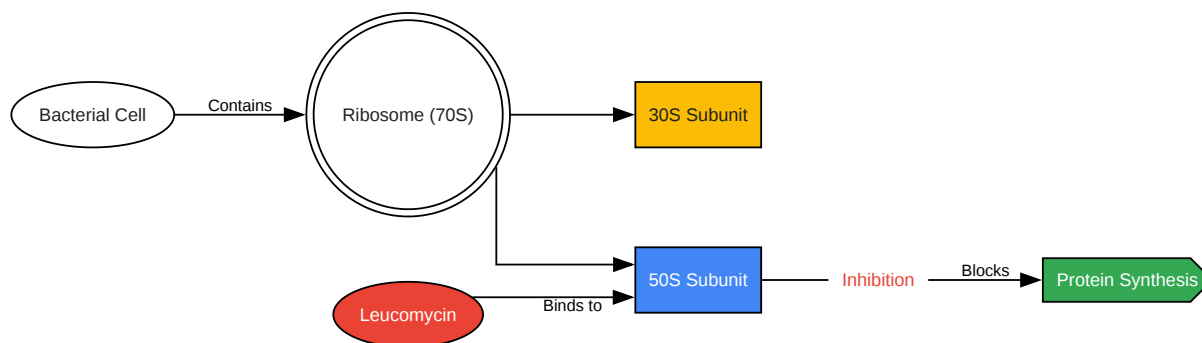 Bacterial Cell
Contains
Ribosome (70S)
30S Subunit
50S Subunit
Inhibition
Blocks
Protein Synthesis
Leucomycin
Binds to